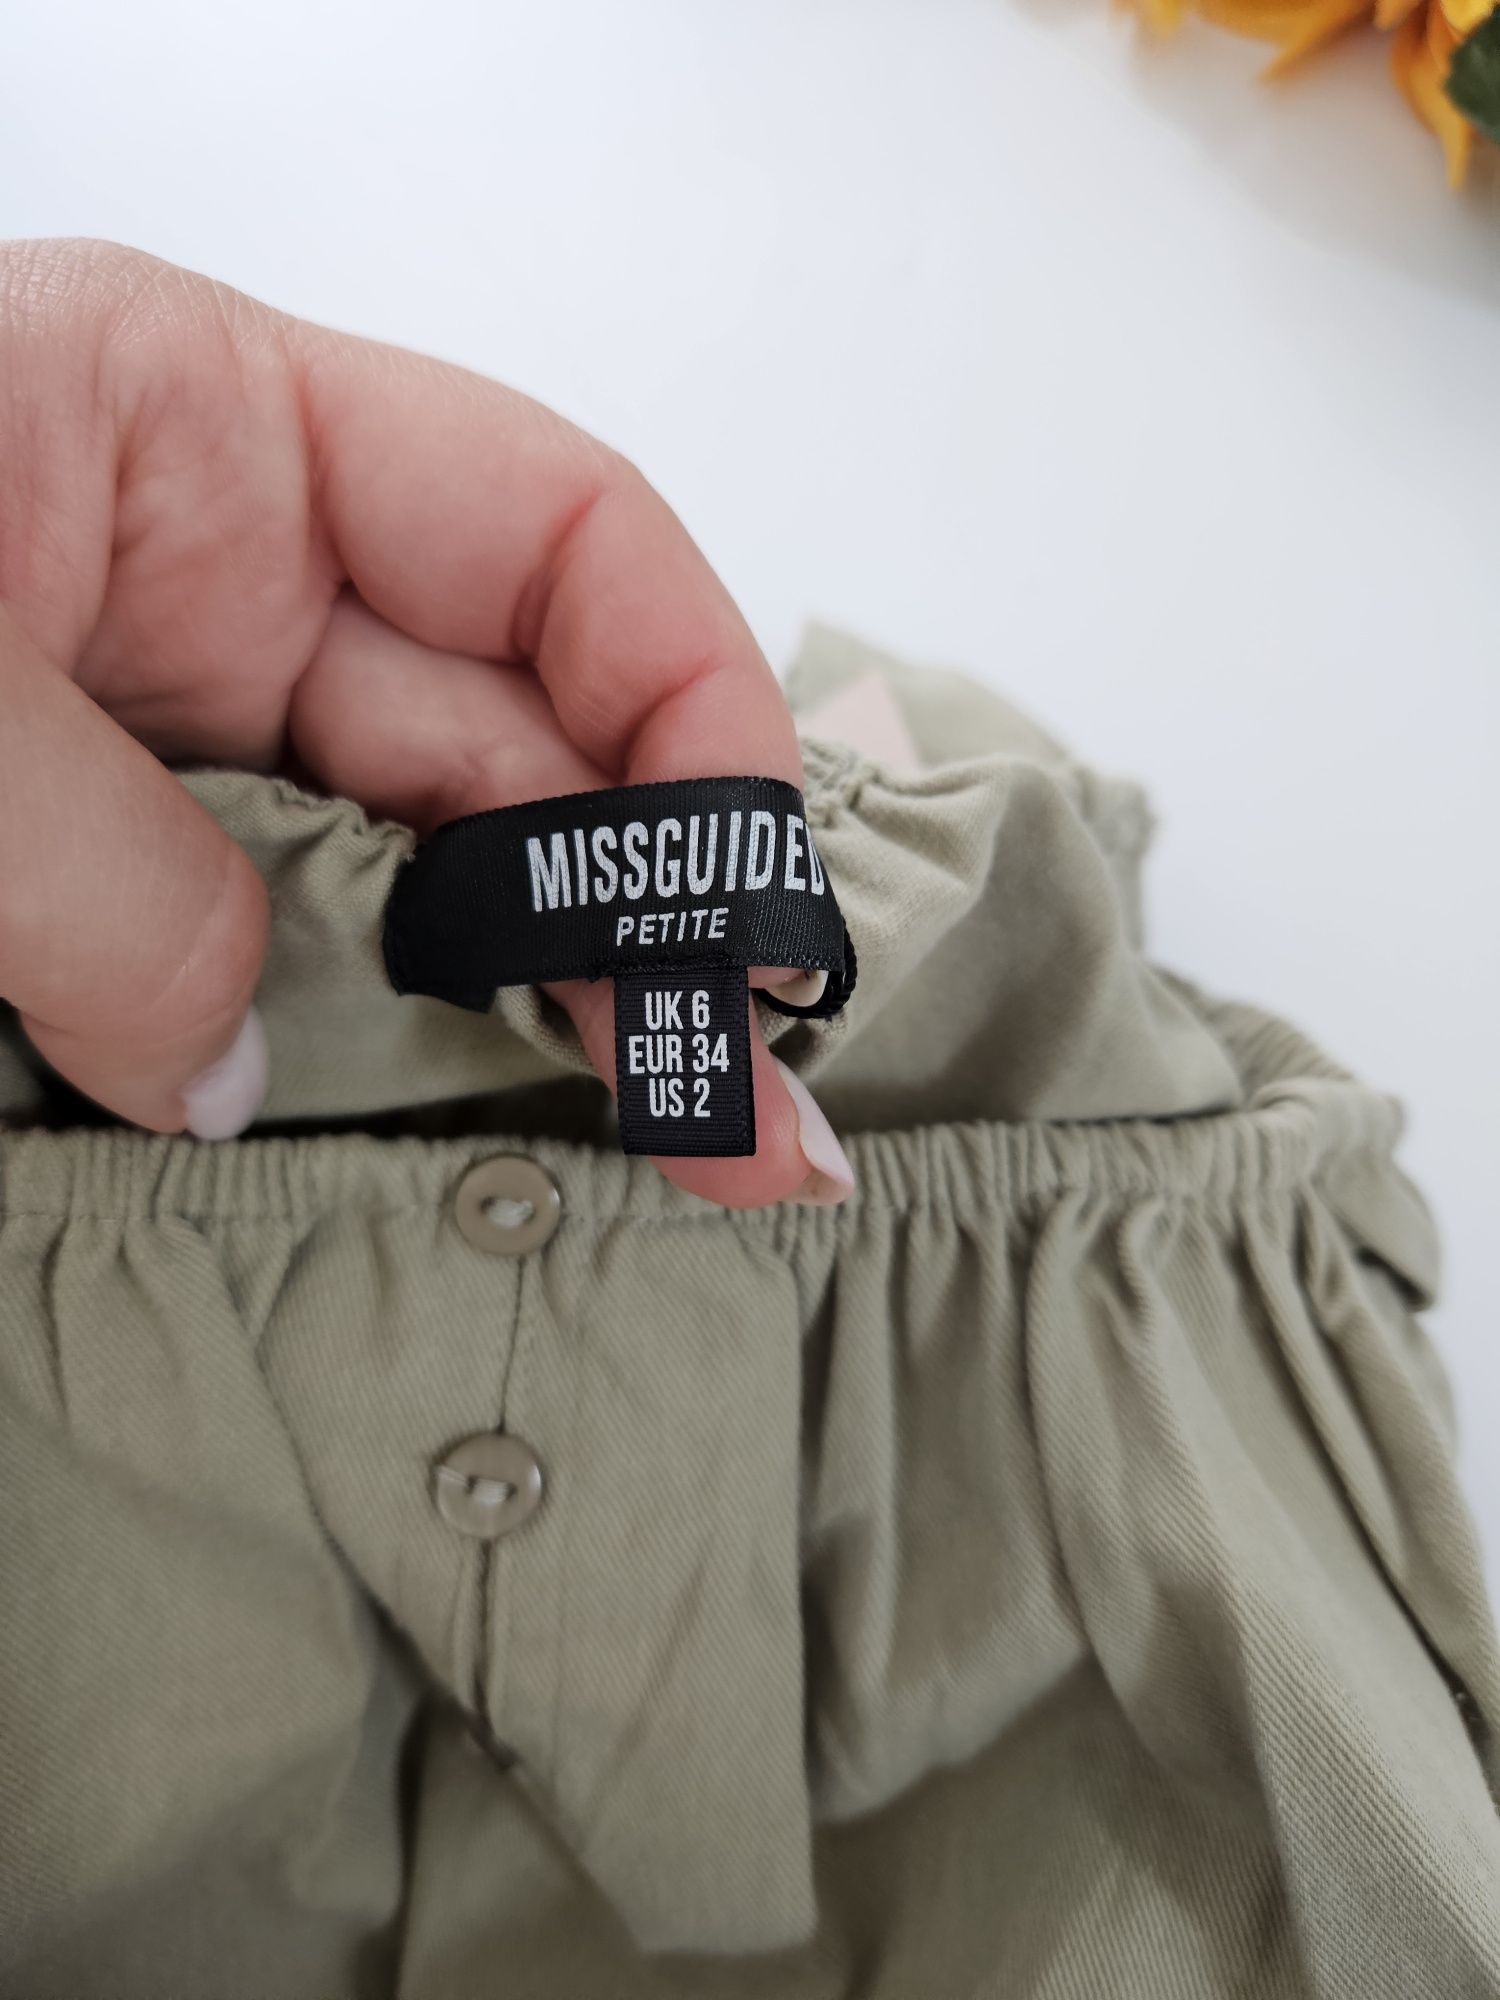 MISSGUIDED
PETITE
UK 6
EUR 34
US 2